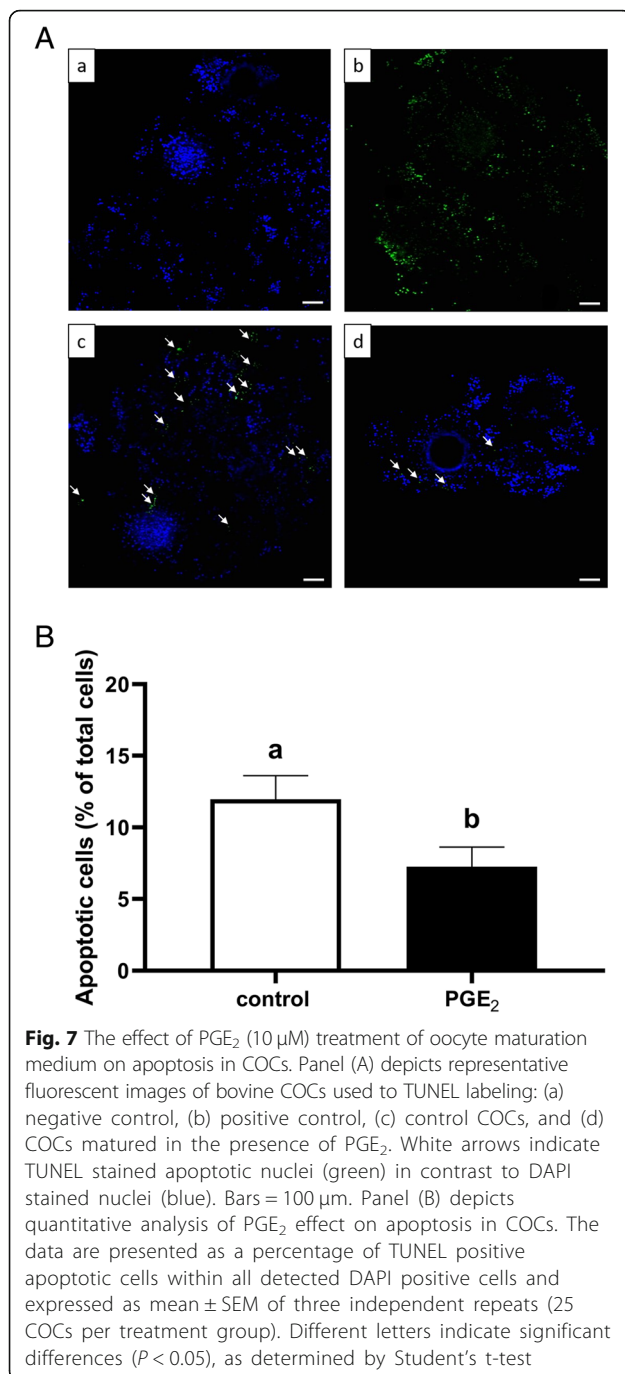 A
a
b
c
d
B
Apoptotic cells (% of total cells)
20
15
10
5
0
a
b
control
PGE₂
Fig. 7 The effect of PGE₂ (10 μM) treatment of oocyte maturation
medium on apoptosis in COCs. Panel (A) depicts representative
fluorescent images of bovine COCs used to TUNEL labeling: (a)
negative control, (b) positive control, (c) control COCs, and (d)
COCs matured in the presence of PGE₂. White arrows indicate
TUNEL stained apoptotic nuclei (green) in contrast to DAPI
stained nuclei (blue). Bars = 100 μm. Panel (B) depicts
quantitative analysis of PGE₂ effect on apoptosis in COCs. The
data are presented as a percentage of TUNEL positive
apoptotic cells within all detected DAPI positive cells and
expressed as mean ± SEM of three independent repeats (25
COCs per treatment group). Different letters indicate significant
differences (P < 0.05), as determined by Student's t-test